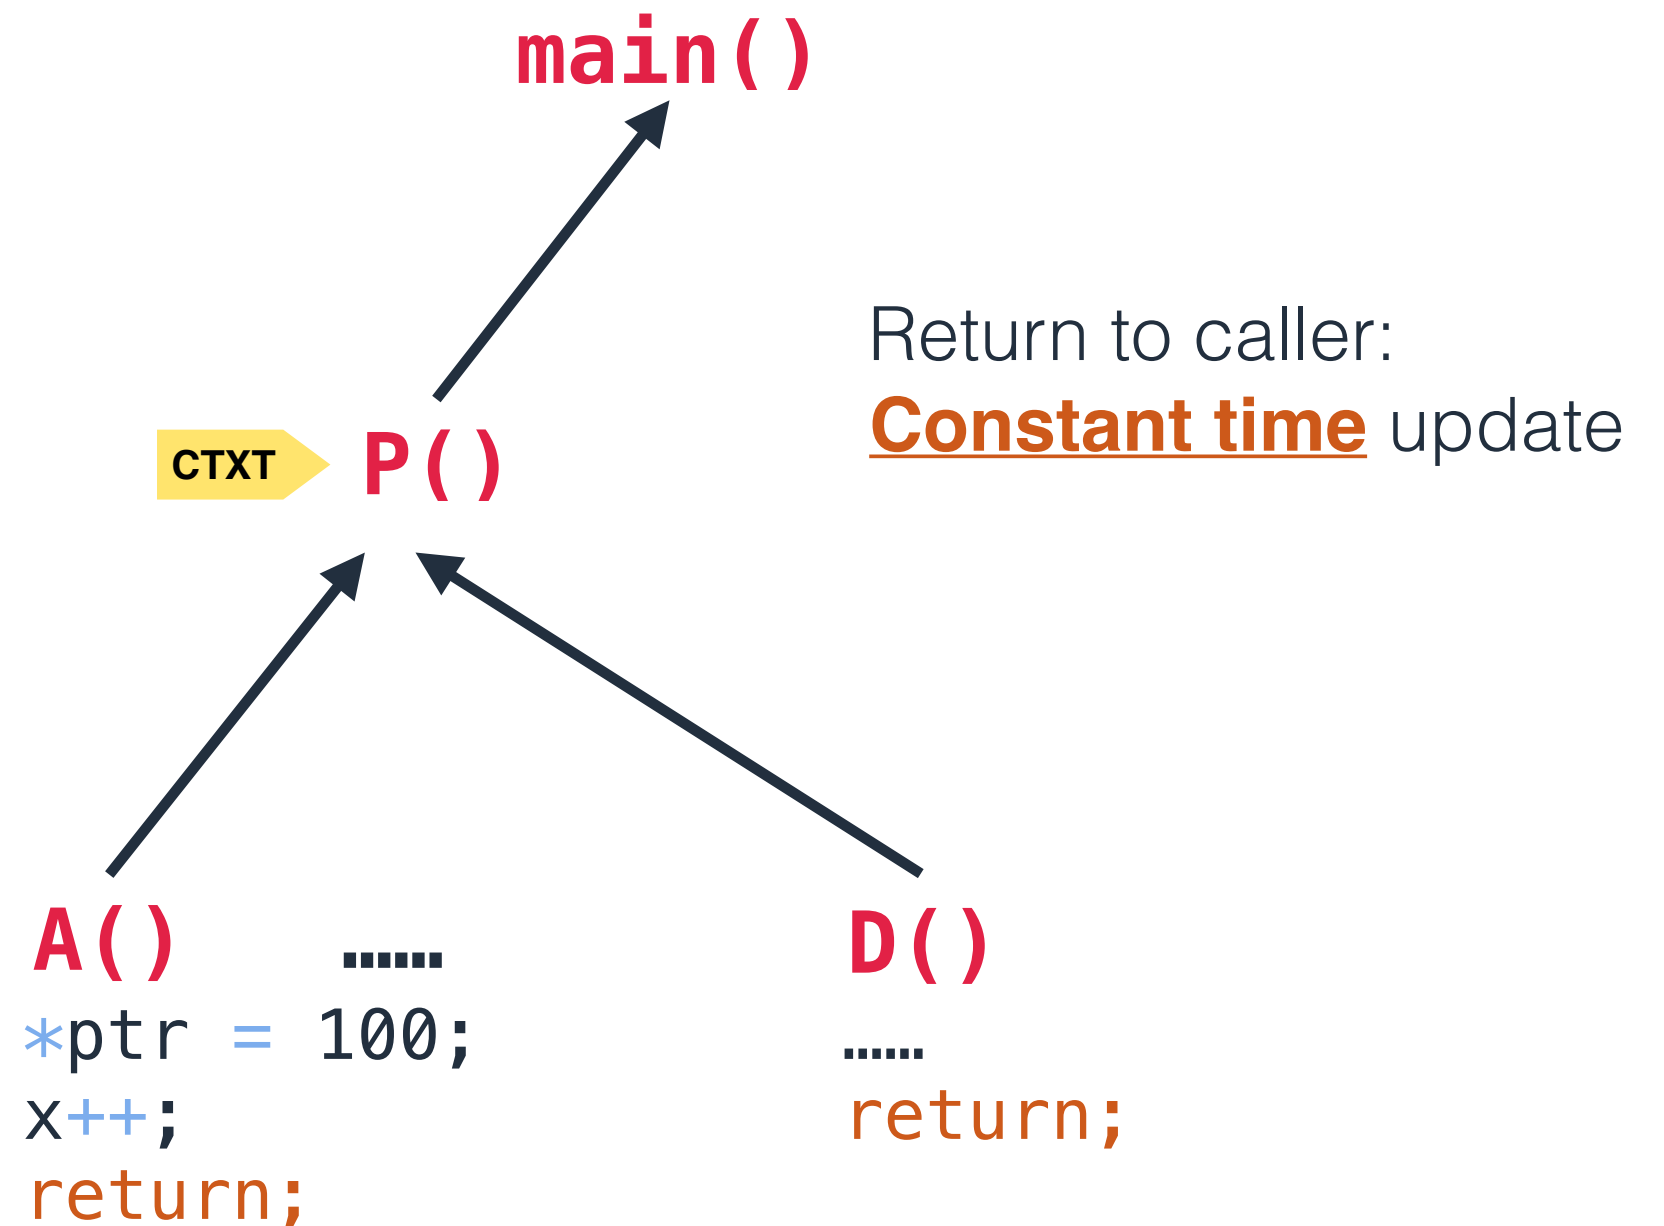 main()
Return to caller:
Constant time update
CTXT
P()
A() …… D()
*ptr = 100;
……
x++;
return;
return;